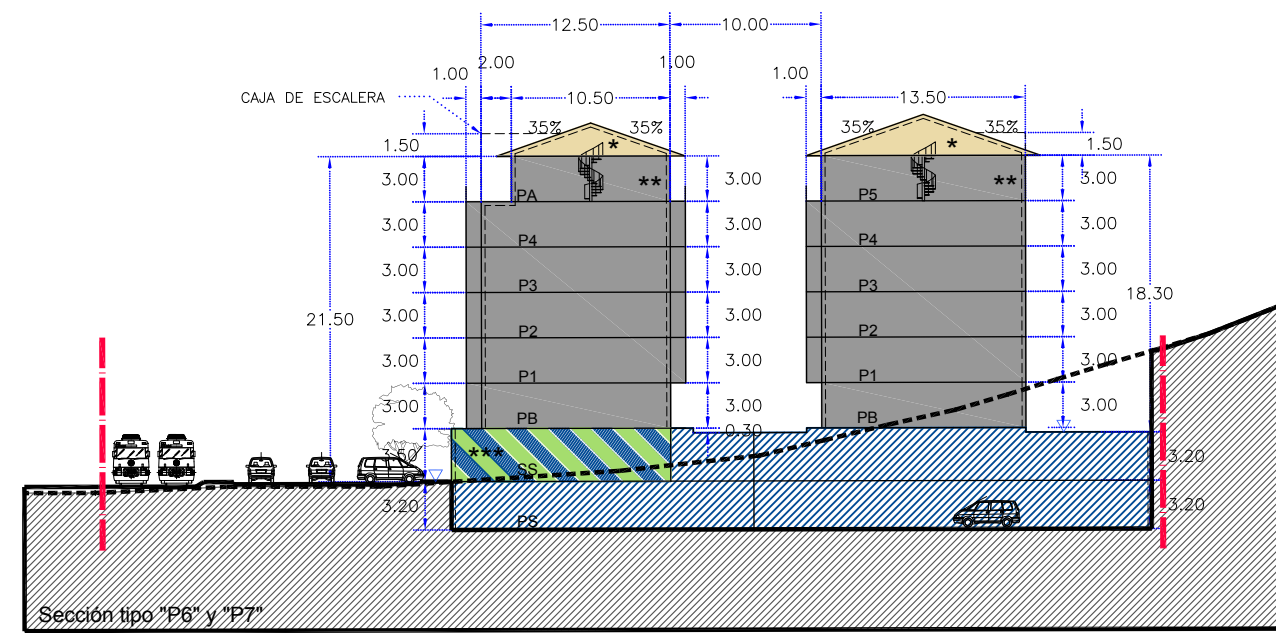 12.50
10.00
2.00
1.00
1.00
1.00
CAJA DE ESCALERA
10.50
13.50
35%
35%
35%
35%
1.50
*
*
1.50
3.00
3.00
**
3.00
**
3.00
PA
P5
3.00
3.00
3.00
P4
P4
3.00
3.00
3.00
P3
P3
3.00
21.50
3.00
3.00
P2
P2
3.00
18.30
3.00
3.00
P1
P1
3.00
3.00
3.00
PB
PB
3.00
0.30
***
3.50
SS
3.20
3.20
PS
3.20
Sección tipo "P6" y "P7"